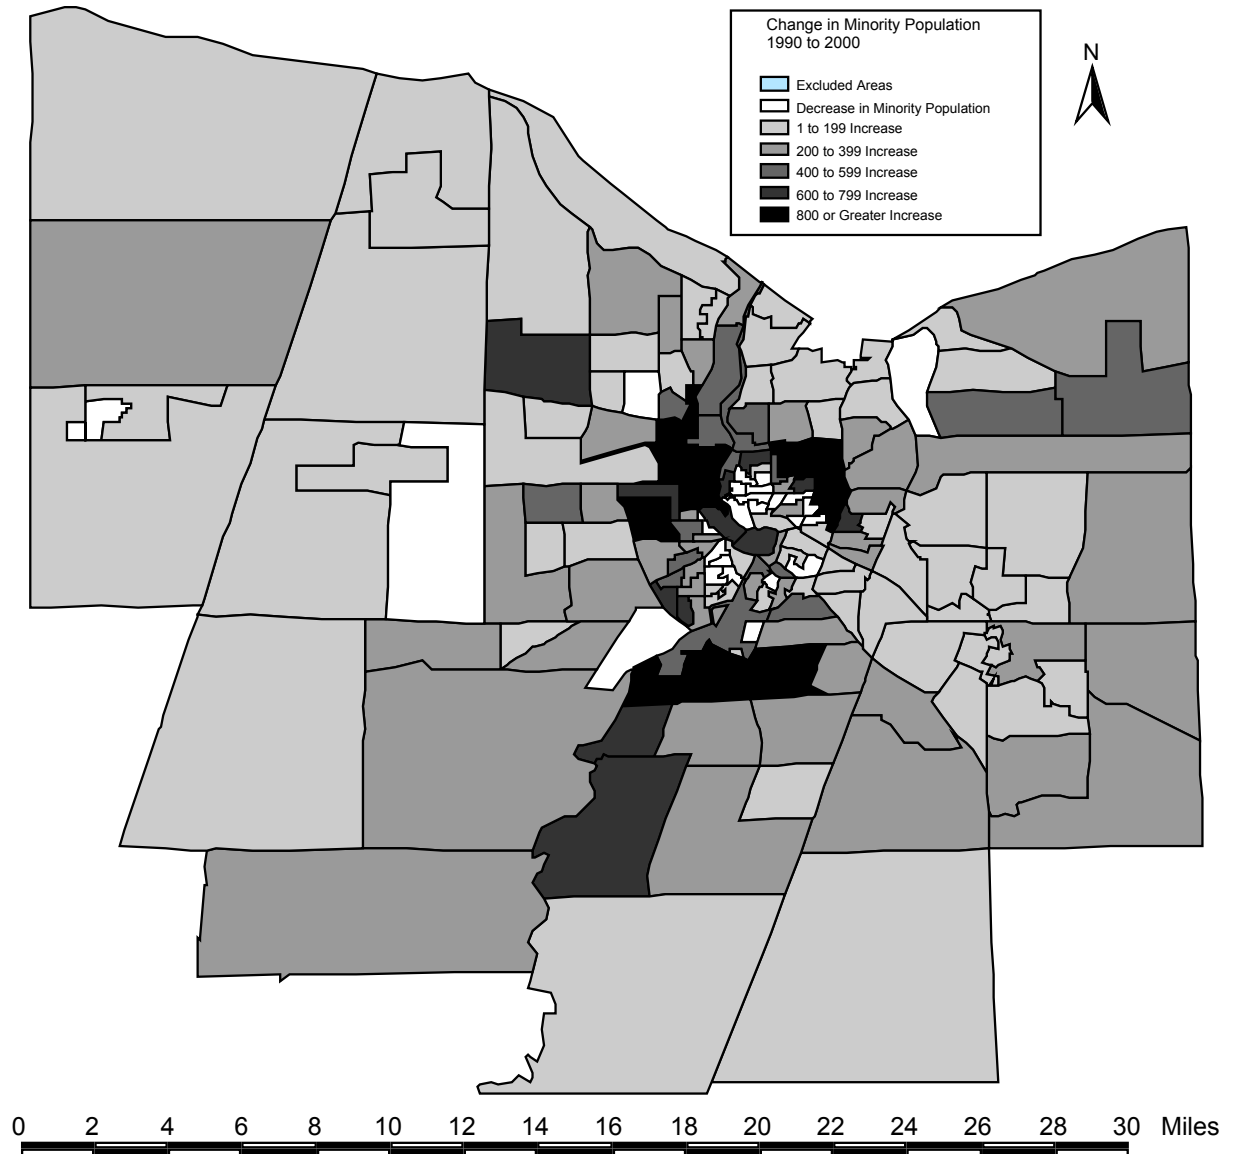 Change in Minority Population
1990 to 2000
Excluded Areas
Decrease in Minority Population
1 to 199 Increase
200 to 399 Increase
400 to 599 Increase
600 to 799 Increase
800 or Greater Increase
N
0 2 4 6 8 10 12 14 16 18 20 22 24 26 28 30 Miles